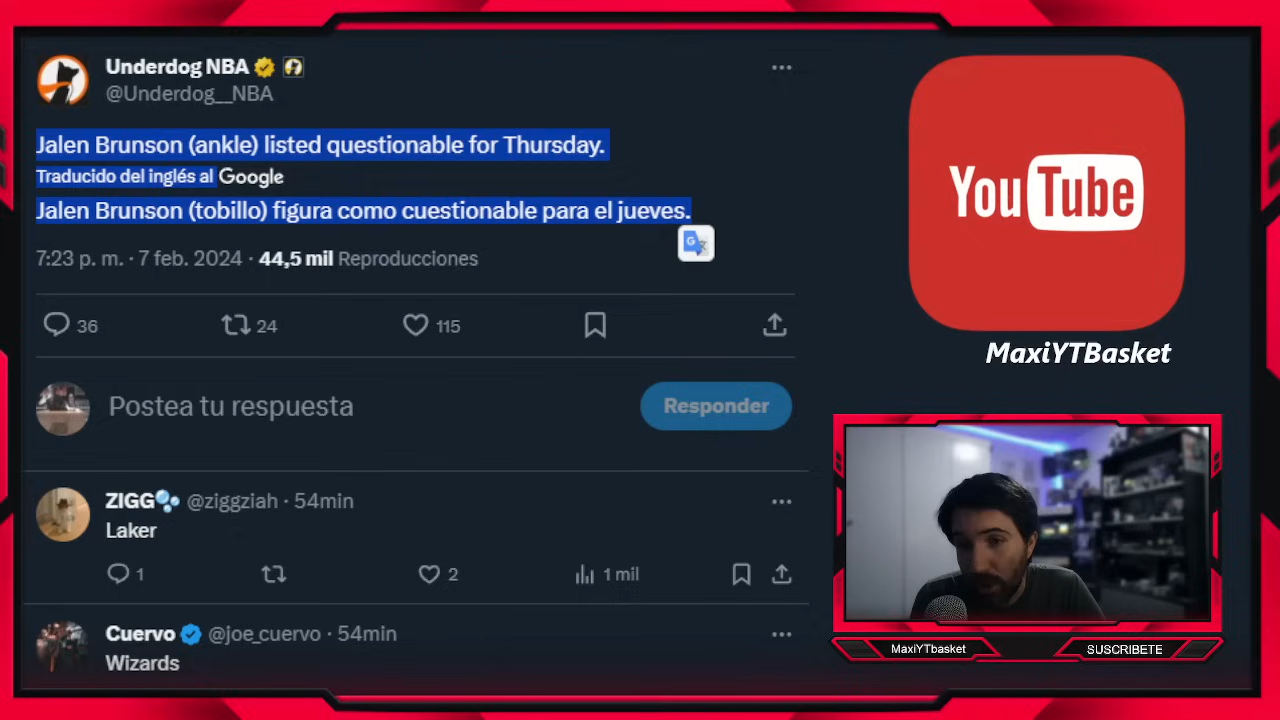 Underdog NBA
@Underdog__NBA
Jalen Brunson (ankle) listed questionable for Thursday.
Traducido del inglés al Google
Jalen Brunson (tobillo) figura como cuestionable para el jueves.
7:23 p. m. · 7 feb. 2024 · 44,5 mil Reproducciones
36 24 115
Postea tu respuesta
Responder
ZIGG @ziggziah · 54min
Laker
1 2 1 mil
Cuervo @joe_cuervo · 54min
Wizards
YouTube
MaxiYTBasket
MaxiYTbasket
SUSCRIBETE